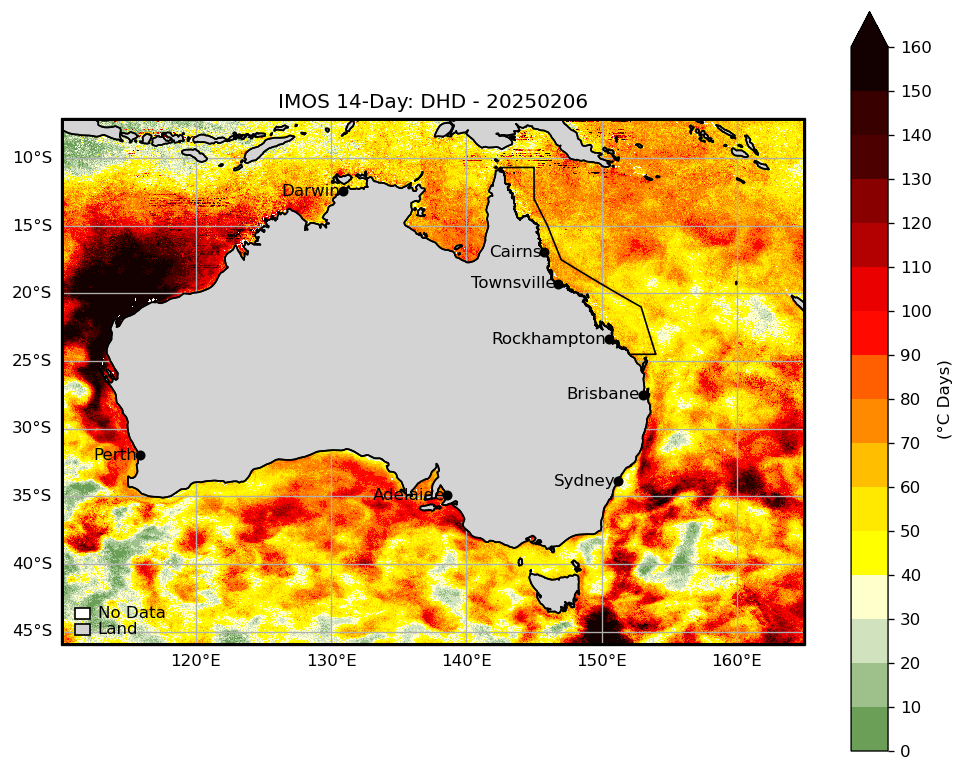 IMOS 14-Day: DHD - 20250206
160
150
140
130
120
110
100
90
80
70
60
50
40
30
20
10
0
(°C Days)
10°S
15°S
20°S
25°S
30°S
35°S
40°S
45°S
Darwin
Cairns
Townsville
Rockhampton
Brisbane
Perth
Sydney
Adelaide
No Data
Land
120°E
130°E
140°E
150°E
160°E